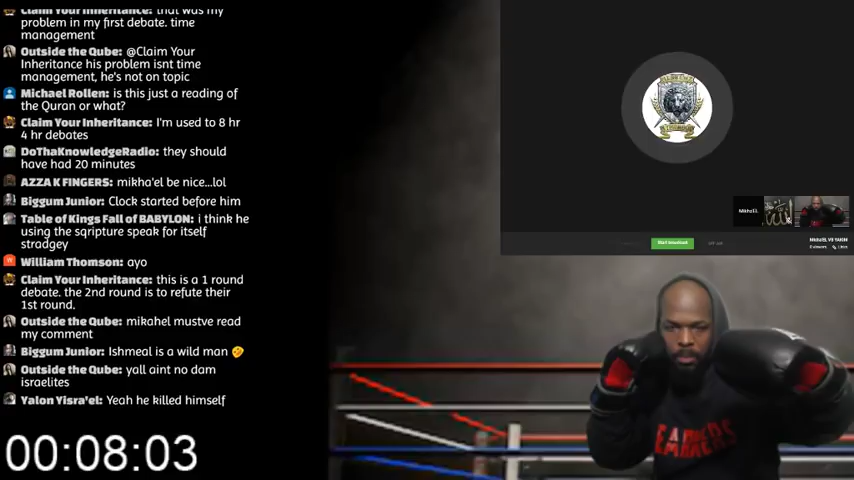 Claim Your Inheritance: that was my
problem in my first debate. time
management
Outside the Qube: @Claim Your
Inheritance his problem isnt time
management, he's not on topic
Michael Rollen: is this just a reading of
the Quran or what?
Claim Your Inheritance: I'm used to 8 hr
4 hr debates
DoThaKnowledgeRadio: they should
have had 20 minutes
AZZA K FINGERS: mikha'el be nice...lol
Biggum Junior: Clock started before him
Table of Kings Fall of BABYLON: i think he
using the sqripture speak for itself
stradgey
William Thomson: ayo
Claim Your Inheritance: this is a 1 round
debate. the 2nd round is to refute their
1st round.
Outside the Qube: mikahel mustve read
my comment
Biggum Junior: Ishmeal is a wild man 🤣
Outside the Qube: yall aint no dam
israelites
Yalon Yisra'el: Yeah he killed himself
00:08:03